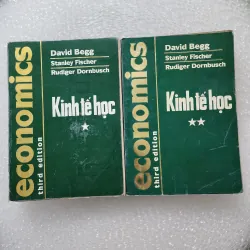 economics
third edition
David Begg
Stanley Fischer
Rudiger Dornbusch
Kinh tế học
economics
third edition
David Begg
Stanley Fischer
Rudiger Dornbusch
Kinh tế học